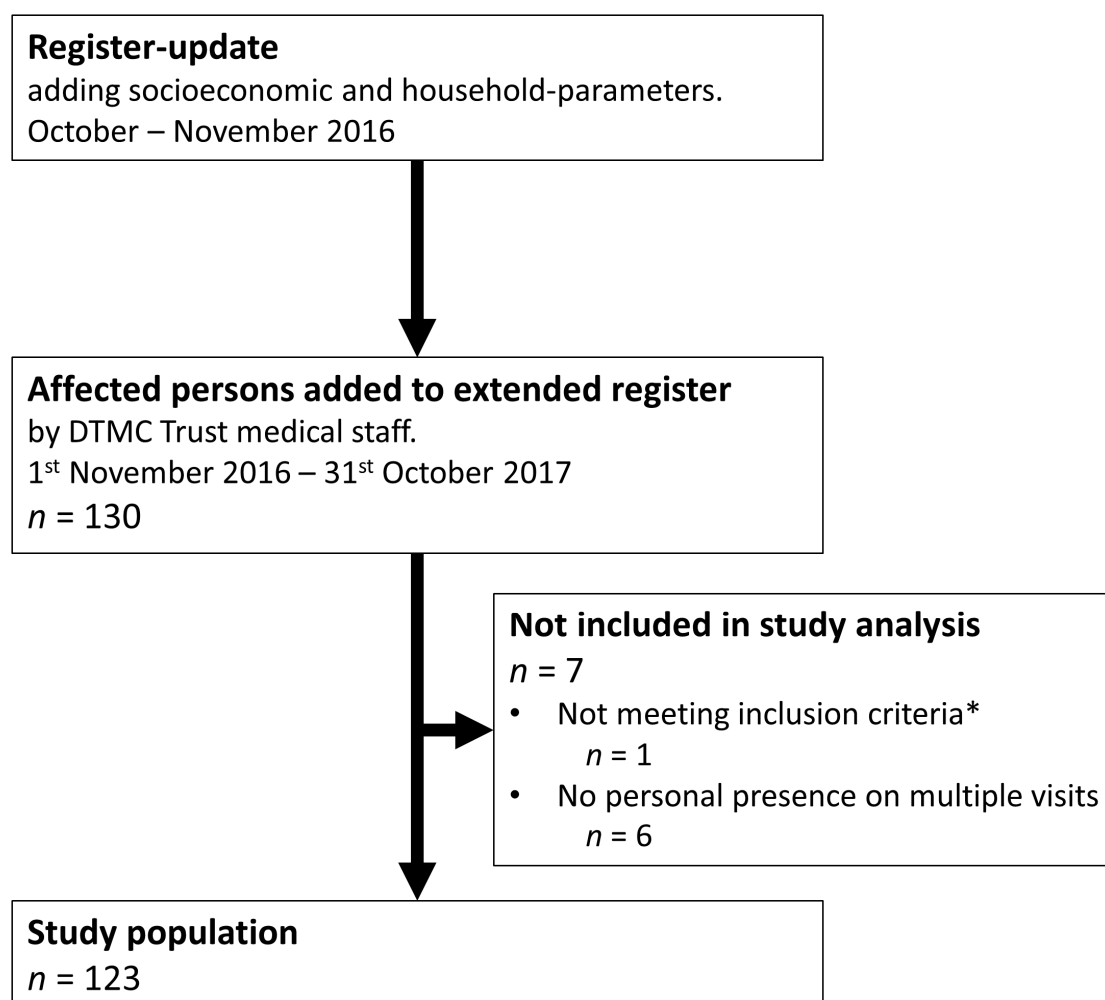 Register-update
adding socioeconomic and household-parameters.
October – November 2016
Affected persons added to extended register
by DTMC Trust medical staff.
1st November 2016 – 31st October 2017
n = 130
Not included in study analysis
n = 7
• Not meeting inclusion criteria*
n = 1
• No personal presence on multiple visits
n = 6
Study population
n = 123